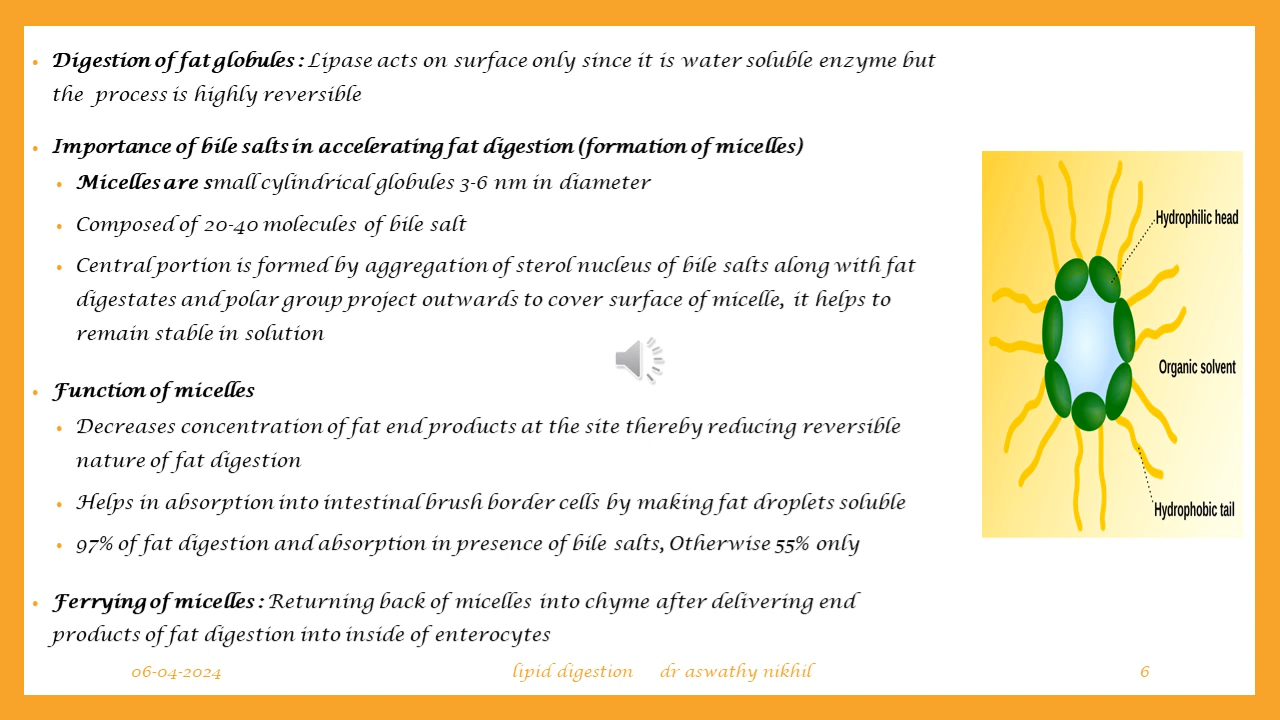 Digestion of fat globules : Lipase acts on surface only since it is water soluble enzyme but
the process is highly reversible
Importance of bile salts in accelerating fat digestion (formation of micelles)
Micelles are small cylindrical globules 3-6 nm in diameter
Composed of 20-40 molecules of bile salt
Central portion is formed by aggregation of sterol nucleus of bile salts along with fat
digestates and polar group project outwards to cover surface of micelle, it helps to
remain stable in solution
Function of micelles
Decreases concentration of fat end products at the site thereby reducing reversible
nature of fat digestion
Helps in absorption into intestinal brush border cells by making fat droplets soluble
97% of fat digestion and absorption in presence of bile salts, Otherwise 55% only
Ferrying of micelles : Returning back of micelles into chyme after delivering end
products of fat digestion into inside of enterocytes
Hydrophilic head
Organic solvent
Hydrophobic tail
06-04-2024 lipid digestion dr aswathy nikhil 6